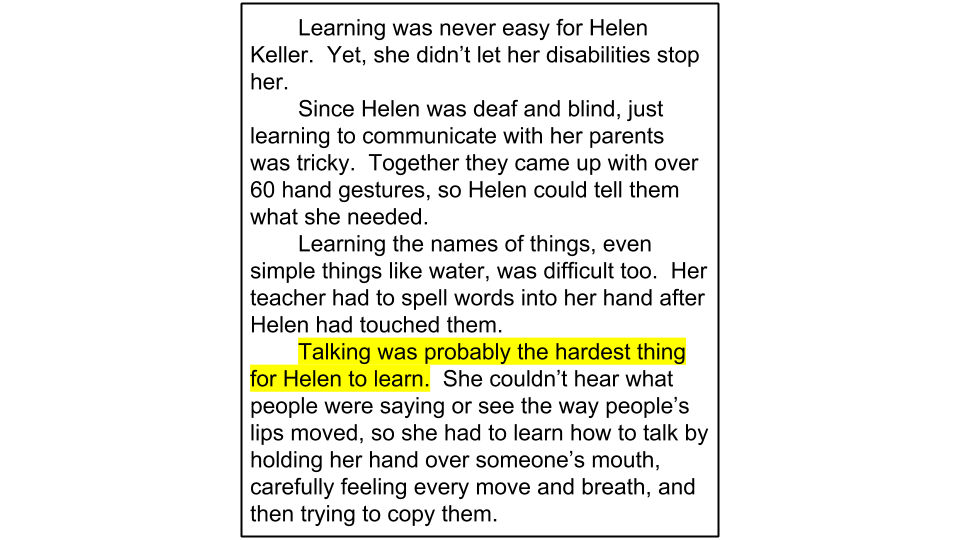 Learning was never easy for Helen
Keller.  Yet, she didn’t let her disabilities stop
her.
Since Helen was deaf and blind, just
learning to communicate with her parents
was tricky.  Together they came up with over
60 hand gestures, so Helen could tell them
what she needed.
Learning the names of things, even
simple things like water, was difficult too.  Her
teacher had to spell words into her hand after
Helen had touched them.
Talking was probably the hardest thing
for Helen to learn.  She couldn’t hear what
people were saying or see the way people’s
lips moved, so she had to learn how to talk by
holding her hand over someone’s mouth,
carefully feeling every move and breath, and
then trying to copy them.